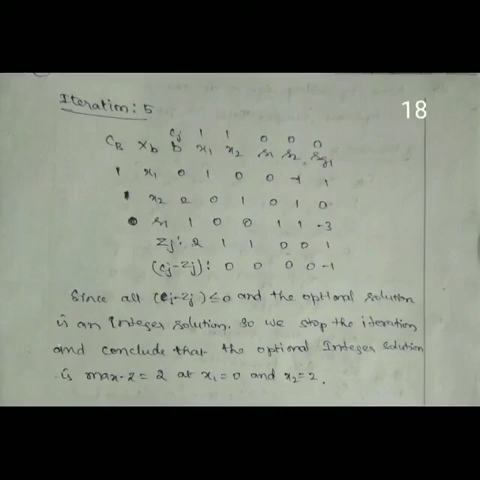 18
Iteration: 5
Cj 1 1 0 0 0
CB Xb b x1 x2 s1 s2 sg1
1 x1 0 1 0 0 -1 1
1 x2 2 0 1 0 1 0
0 s1 1 0 0 1 1 -3
Zj: 2 1 1 0 0 1
(cj-Zj): 0 0 0 0 -1
Since all (cj-Zj) ≤0 and the optional solution
is an Integer solution. So we stop the iteration
and conclude that the optional Integer solution
is max-z = 2 at x1=0 and x2=2.